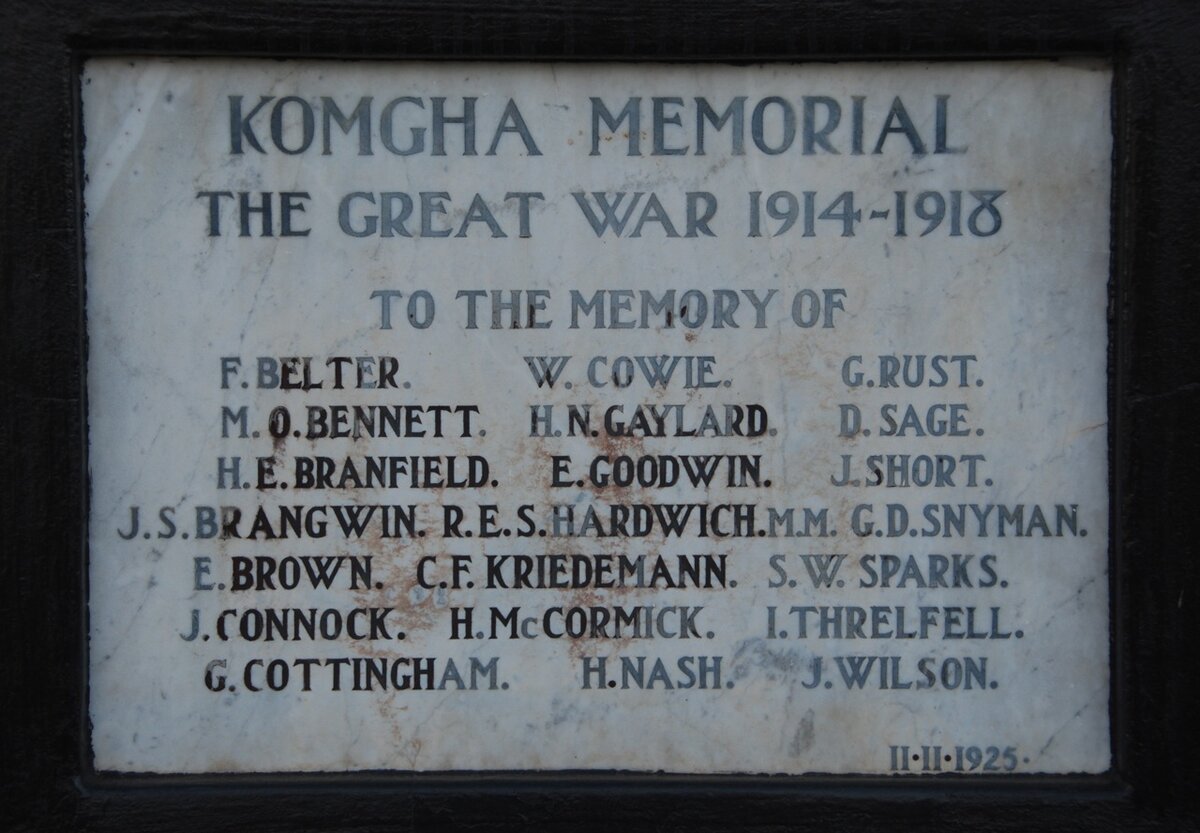 KOMGHA MEMORIAL
THE GREAT WAR 1914-1918
TO THE MEMORY OF
F. BELTER. W. COWIE. G. RUST.
M. O. BENNETT. H. N. GAYLARD. D. SAGE.
H. E. BRANFIELD. E. GOODWIN. J. SHORT.
J. S. BRANGWIN. R. E. S. HARDWICH. M.M. G. D. SNYMAN.
E. BROWN. C. F. KRIEDEMANN. S. W. SPARKS.
J. CONNOCK. H. McCORMICK. I. THRELFELL.
G. COTTINGHAM. H. NASH. J. WILSON.
11·11·1925·